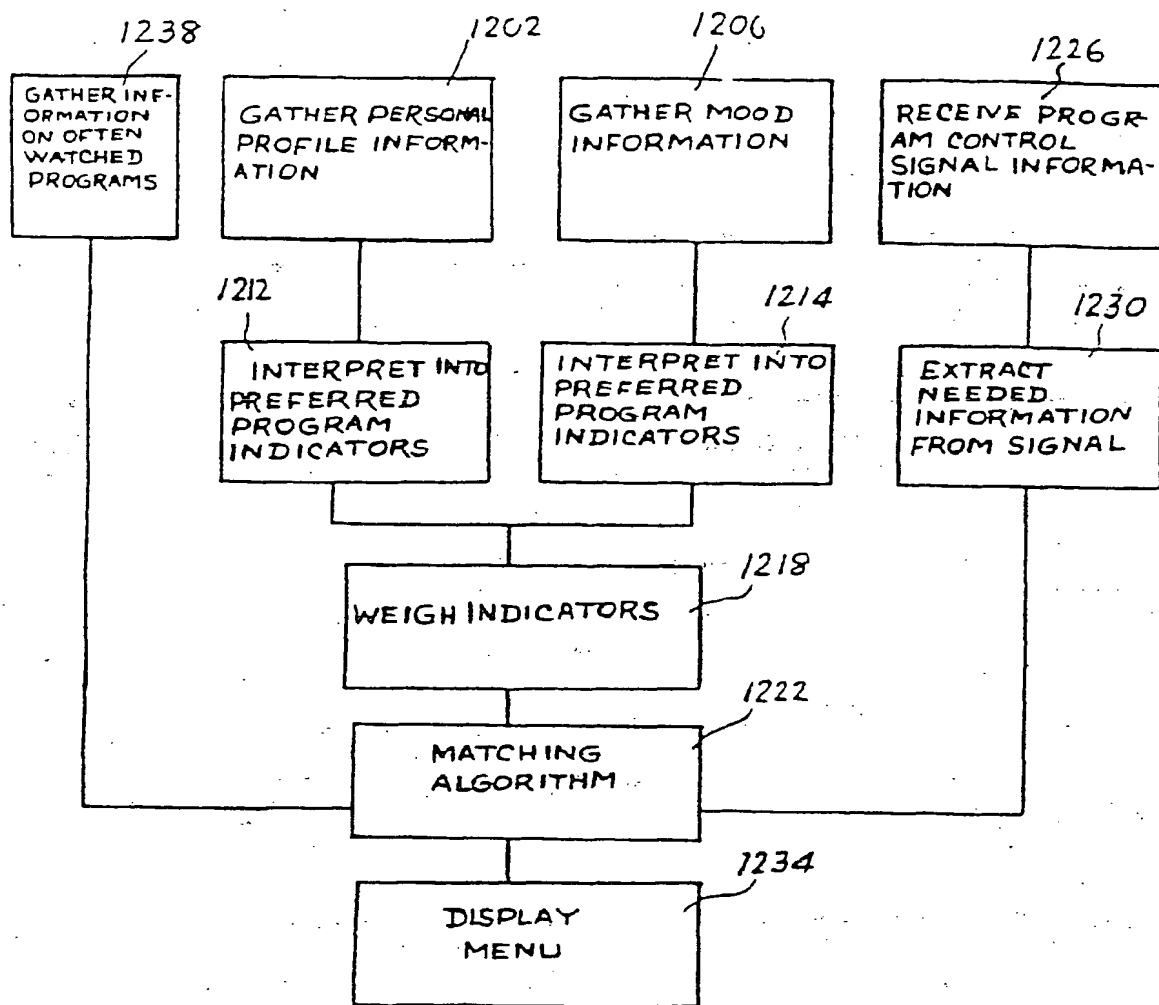 1238
1202
1206
1226
GATHER INF-
ORMATION
ON OFTEN
WATCHED
PROGRAMS
GATHER PERSONAL
PROFILE INFORM-
ATION
GATHER MOOD
INFORMATION
RECEIVE PROGR-
AM CONTROL
SIGNAL INFORMA-
TION
1212
1214
1230
INTERPRET INTO
PREFERRED
PROGRAM
INDICATORS
INTERPRET INTO
PREFERRED
PROGRAM
INDICATORS
EXTRACT
NEEDED
INFORMATION
FROM SIGNAL
1218
WEIGH INDICATORS
1222
MATCHING
ALGORITHM
1234
DISPLAY
MENU